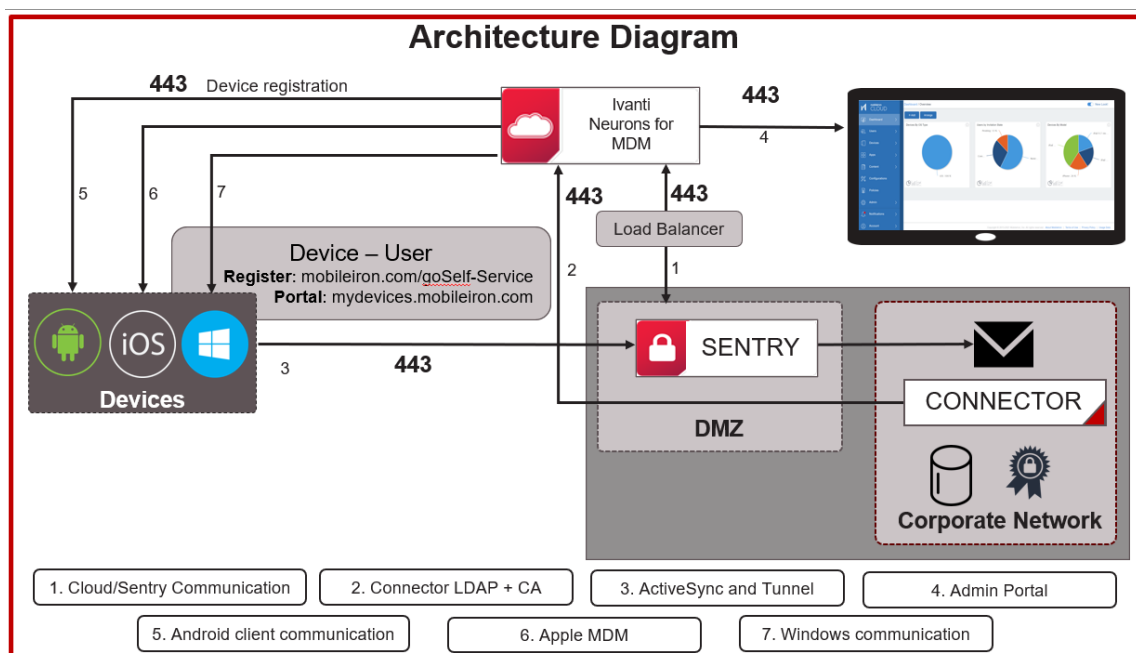 Architecture Diagram
443 Device registration
Ivanti
Neurons for
MDM
443
4
5
6
7
443
443
Load Balancer
2
1
Device – User
Register: mobileiron.com/goSelf-Service
Portal: mydevices.mobileiron.com
iOS
Devices
3
443
SENTRY
DMZ
CONNECTOR
Corporate Network
1. Cloud/Sentry Communication
2. Connector LDAP + CA
3. ActiveSync and Tunnel
4. Admin Portal
5. Android client communication
6. Apple MDM
7. Windows communication